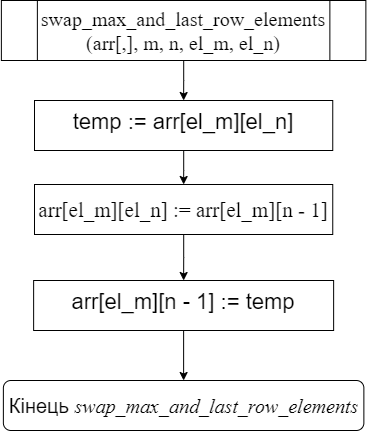 swap_max_and_last_row_elements
(arr[,], m, n, el_m, el_n)
temp := arr[el_m][el_n]
arr[el_m][el_n] := arr[el_m][n - 1]
arr[el_m][n - 1] := temp
Кінець swap_max_and_last_row_elements